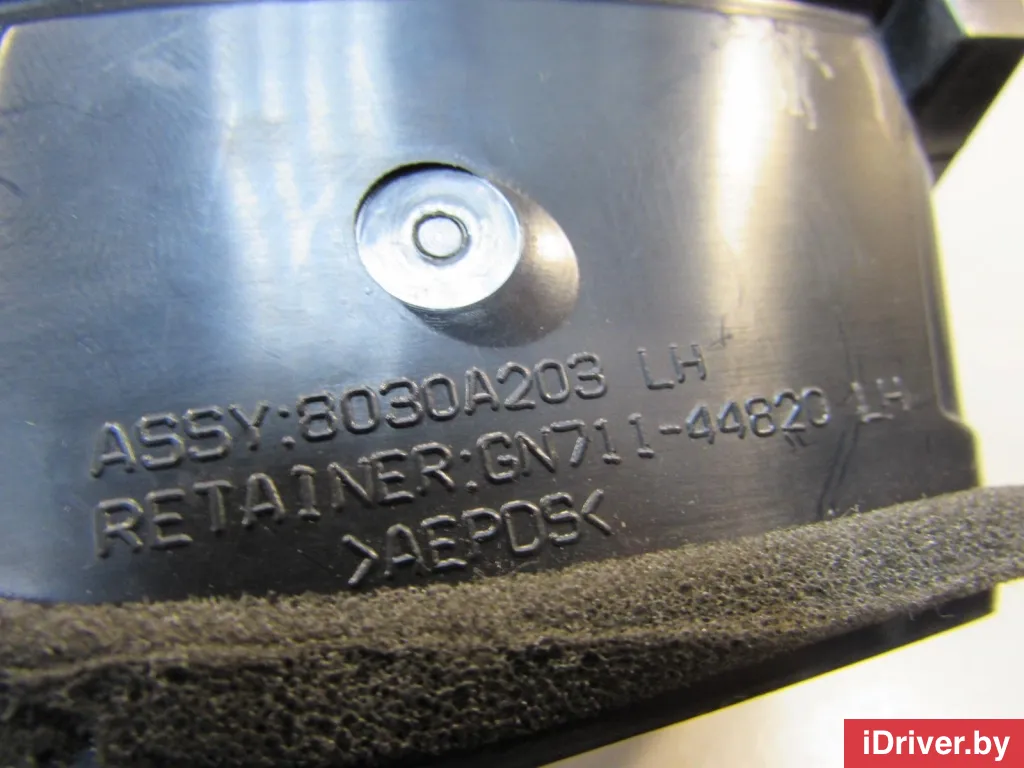 ASSY:8030A203 LH
RETAINER:GN711-44820 LH
>AEPDS<
iDriver.by